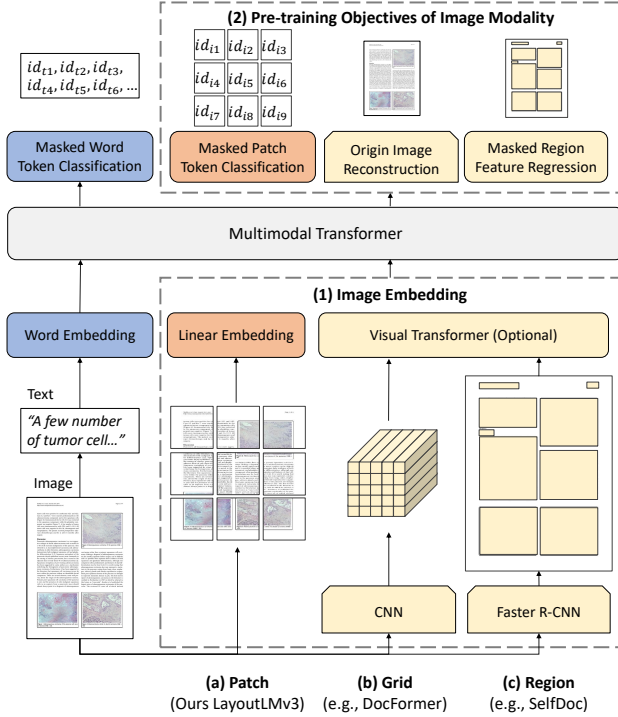 (2) Pre-training Objectives of Image Modality
id_{t1}, id_{t2}, id_{t3},
id_{t4}, id_{t5}, id_{t6}, ...
id_{i1} id_{i2} id_{i3}
id_{i4} id_{i5} id_{i6}
id_{i7} id_{i8} id_{i9}
Masked Word
Token Classification
Masked Patch
Token Classification
Origin Image
Reconstruction
Masked Region
Feature Regression
Multimodal Transformer
(1) Image Embedding
Word Embedding
Linear Embedding
Visual Transformer (Optional)
Text
“A few number
of tumor cell...”
Image
CNN
Faster R-CNN
(a) Patch
(Ours LayoutLMv3)
(b) Grid
(e.g., DocFormer)
(c) Region
(e.g., SelfDoc)